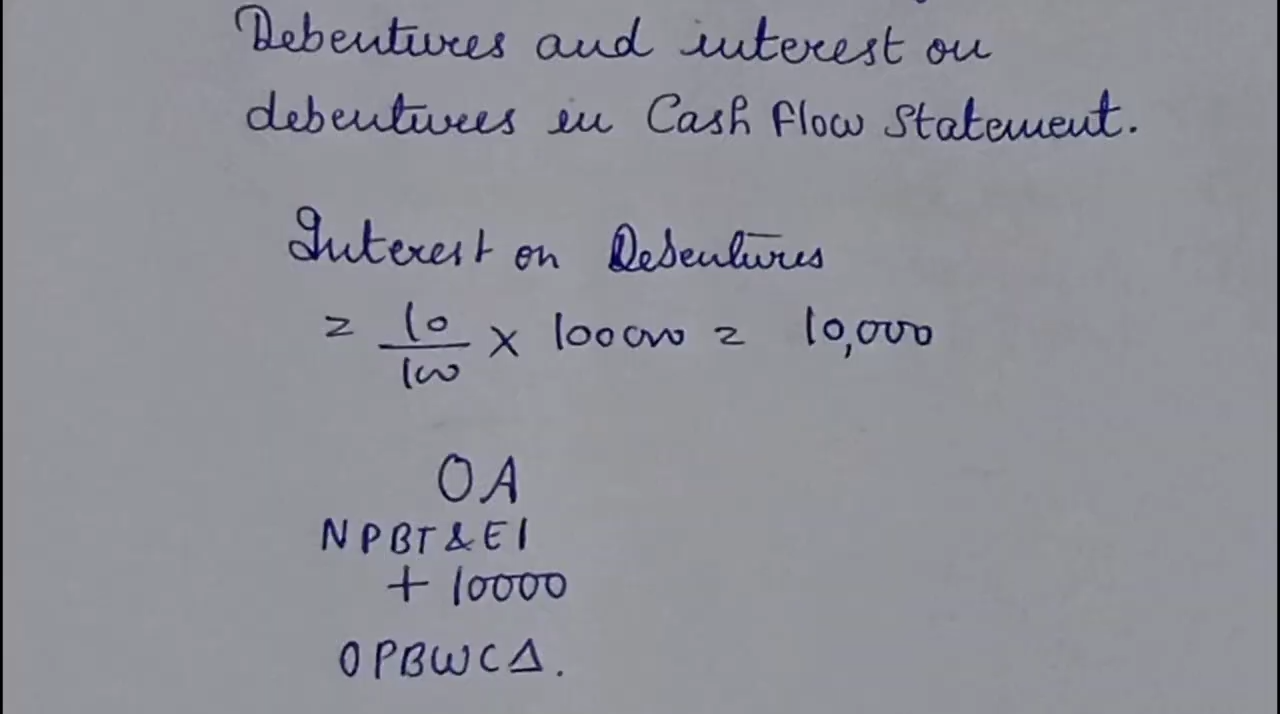 Debentures and interest on
debentures in Cash flow statement.
Interest on Debentures
= 10/100 × 100000 = 10,000
OA
NPBT & EI
+ 10000
OPBWCΔ.